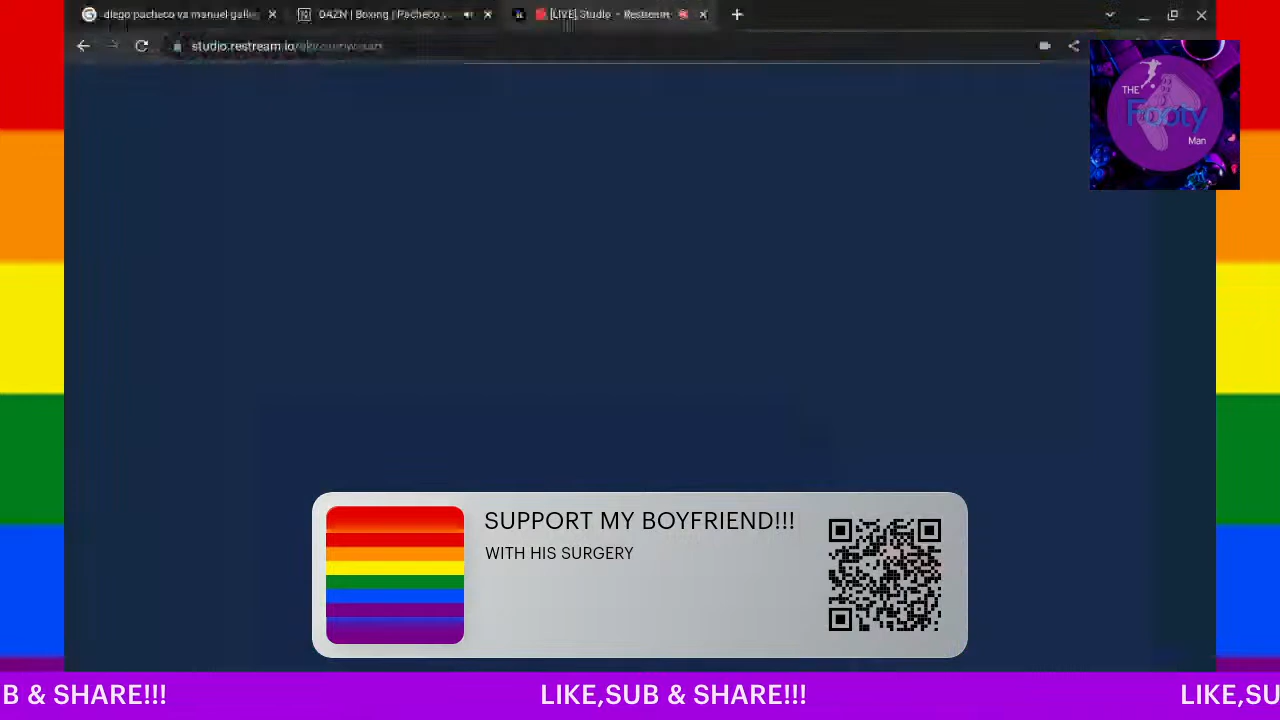 diego pacheco vs manuel galle
DAZN | Boxing | Pacheco...
[LIVE] Studio - Restream
studio.restream.io/
THE
Footy
Man
SUPPORT MY BOYFRIEND!!!
WITH HIS SURGERY
B & SHARE!!!
LIKE,SUB & SHARE!!!
LIKE,SU